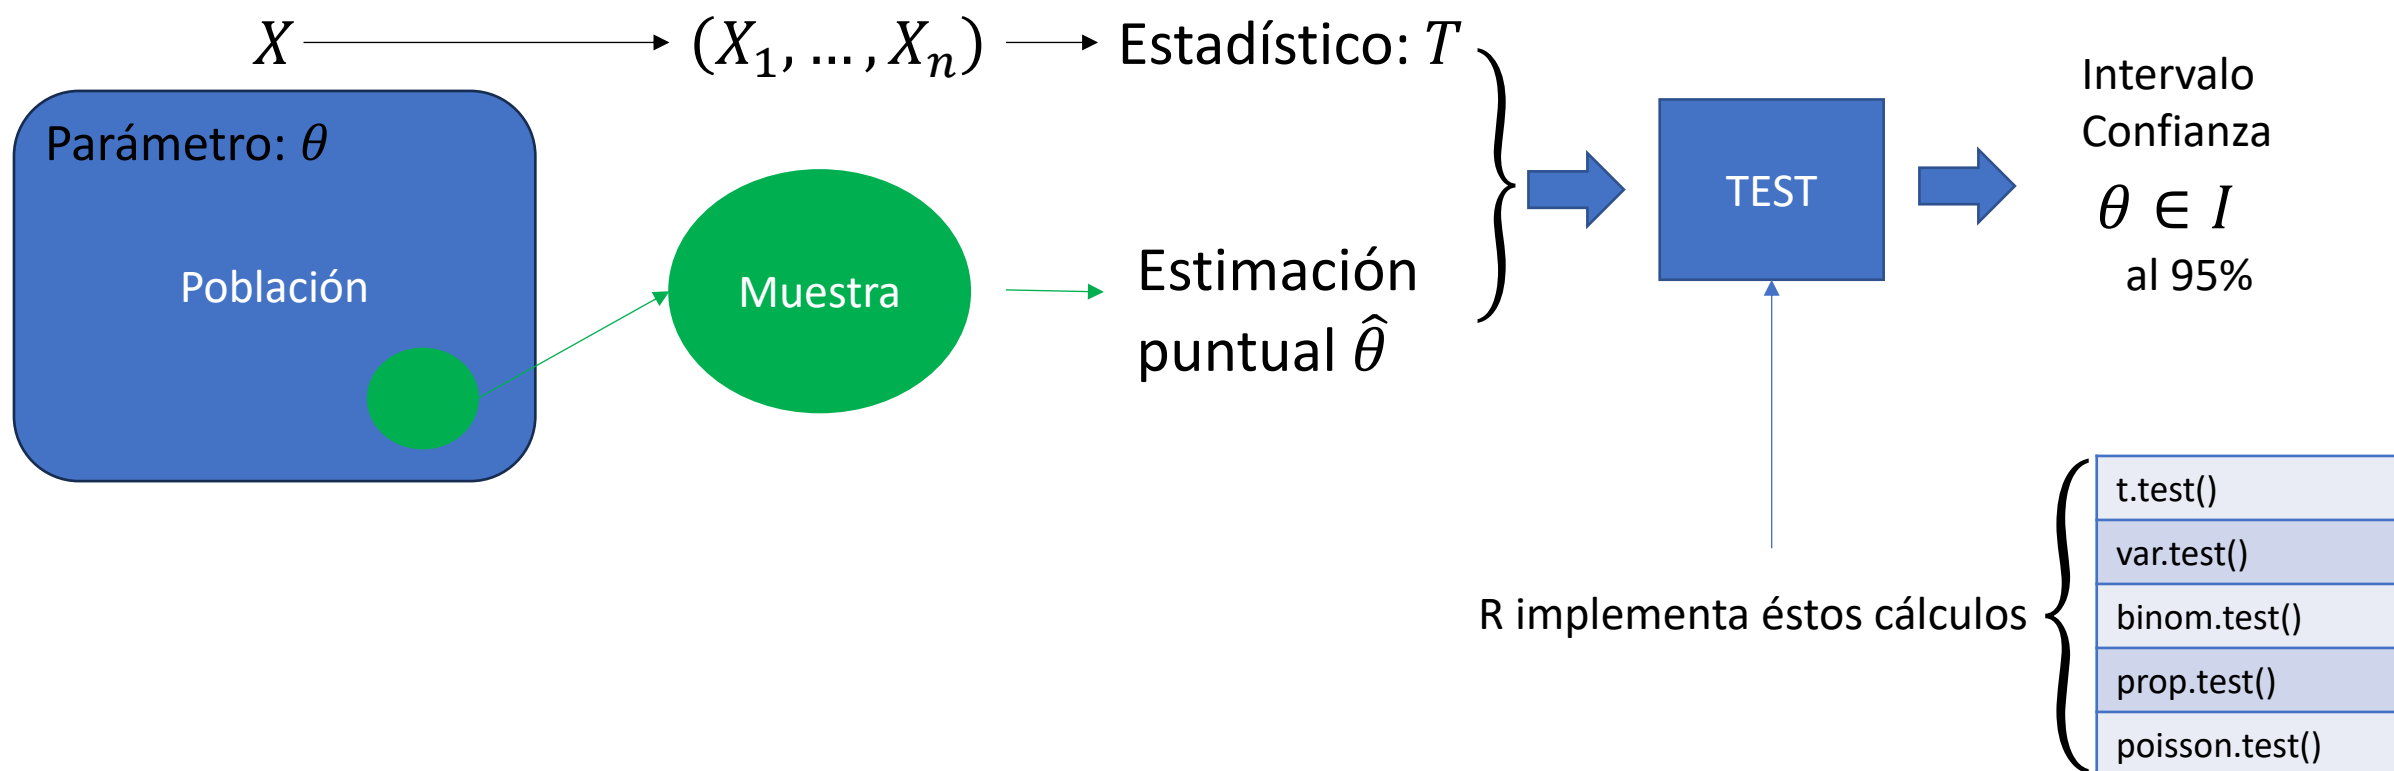 X
(X₁, … , Xₙ)
Estadístico: T
Parámetro: θ
Población
Muestra
Estimación
puntual θ̂
TEST
Intervalo
Confianza
θ ∈ I
al 95%
R implementa éstos cálculos
t.test()
var.test()
binom.test()
prop.test()
poisson.test()